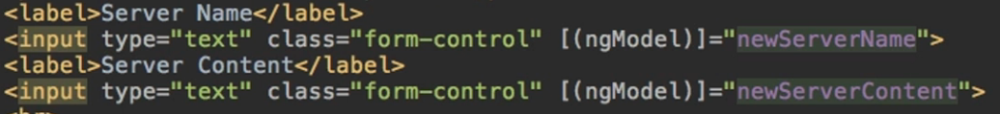 <label>Server Name</label>
<input type="text" class="form-control" [(ngModel)]="newServerName">
<label>Server Content</label>
<input type="text" class="form-control" [(ngModel)]="newServerContent">